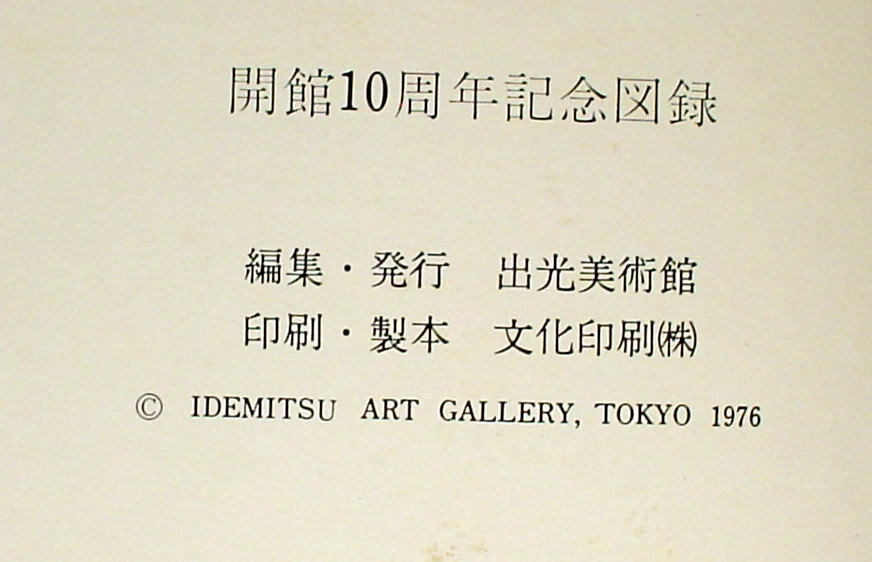 開館10周年記念図録
編集・発行　出光美術館
印刷・製本　文化印刷㈱
© IDEMITSU ART GALLERY, TOKYO 1976